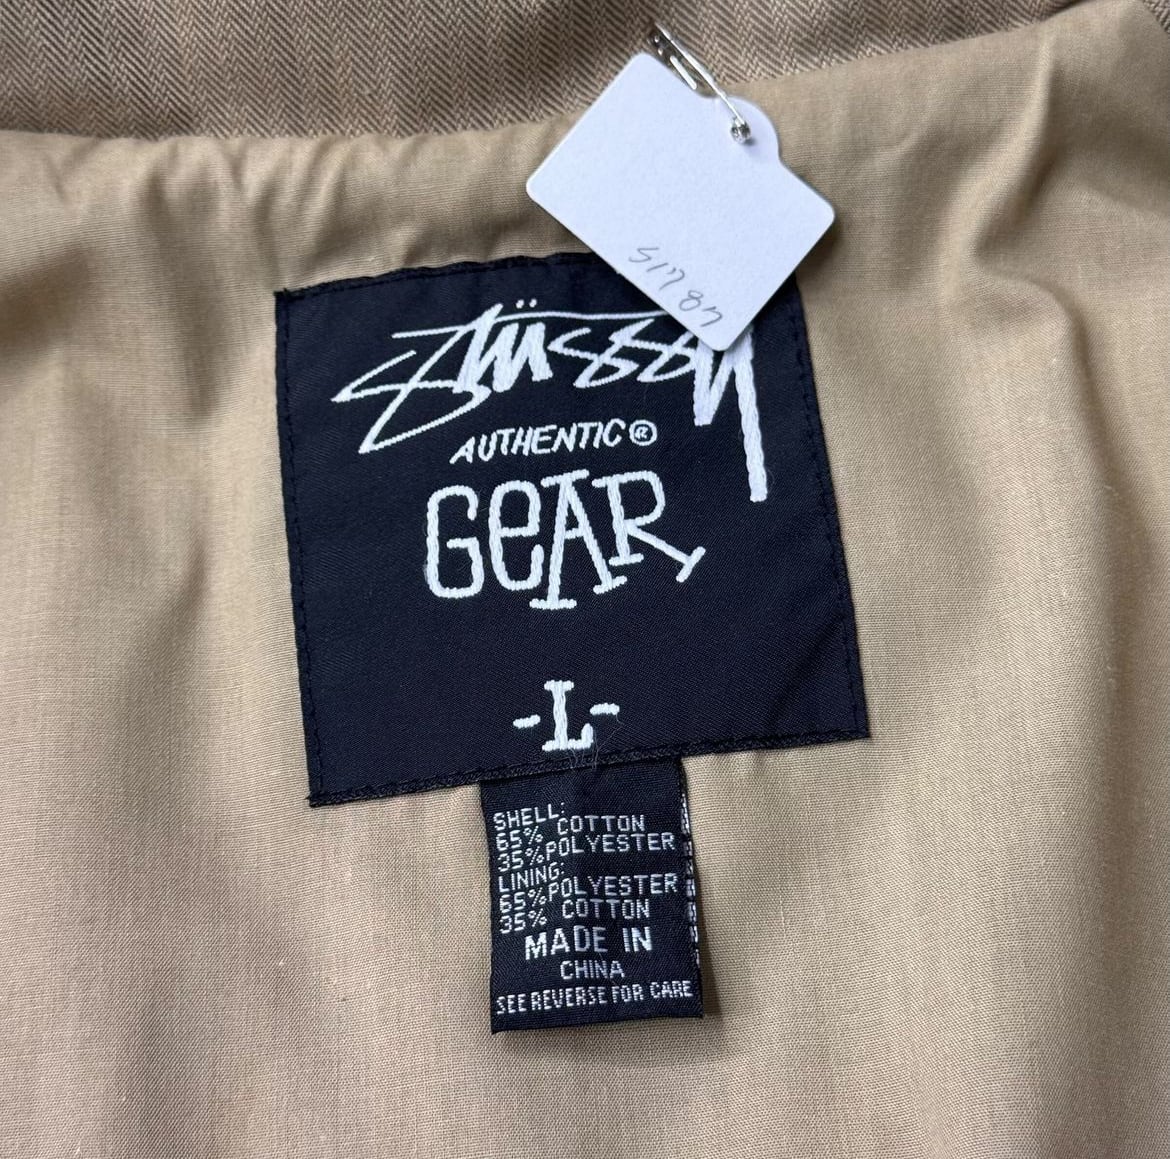 STÜSSY
AUTHENTIC®
GEAR
-L-
SHELL:
65% COTTON
35%POLYESTER
LINING:
65%POLYESTER
35% COTTON
MADE IN
CHINA
SEE REVERSE FOR CARE